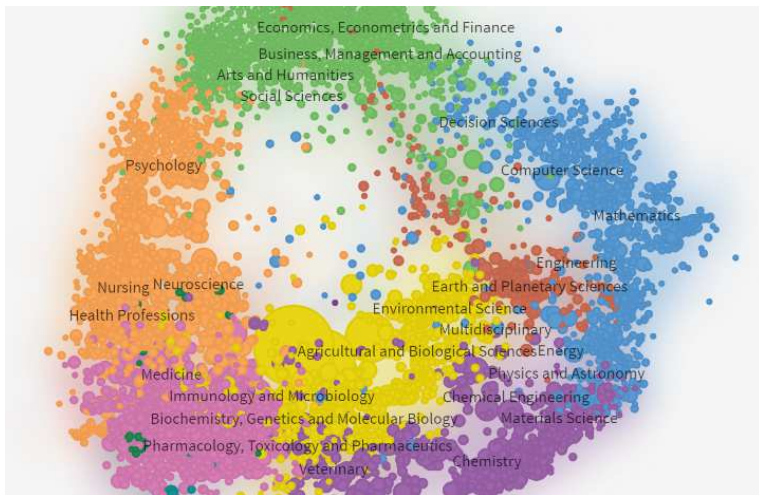 Economics, Econometrics and Finance
Business, Management and Accounting
Arts and Humanities
Social Sciences
Decision Sciences
Psychology
Computer Science
Mathematics
Engineering
Nursing
Neuroscience
Earth and Planetary Sciences
Health Professions
Environmental Science
Multidisciplinary
Agricultural and Biological Sciences
Energy
Medicine
Physics and Astronomy
Immunology and Microbiology
Chemical Engineering
Biochemistry, Genetics and Molecular Biology
Materials Science
Pharmacology, Toxicology and Pharmaceutics
Chemistry
Veterinary